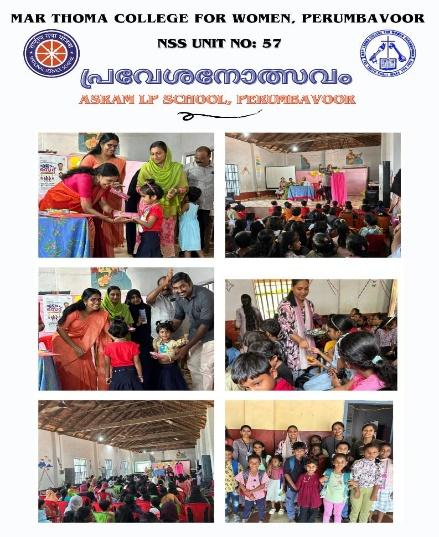 MAR THOMA COLLEGE FOR WOMEN, PERUMBAVOOR
NSS UNIT NO: 57
പ്രവേശനോത്സവം
ASRAM LP SCHOOL, PERUMBAVOOR